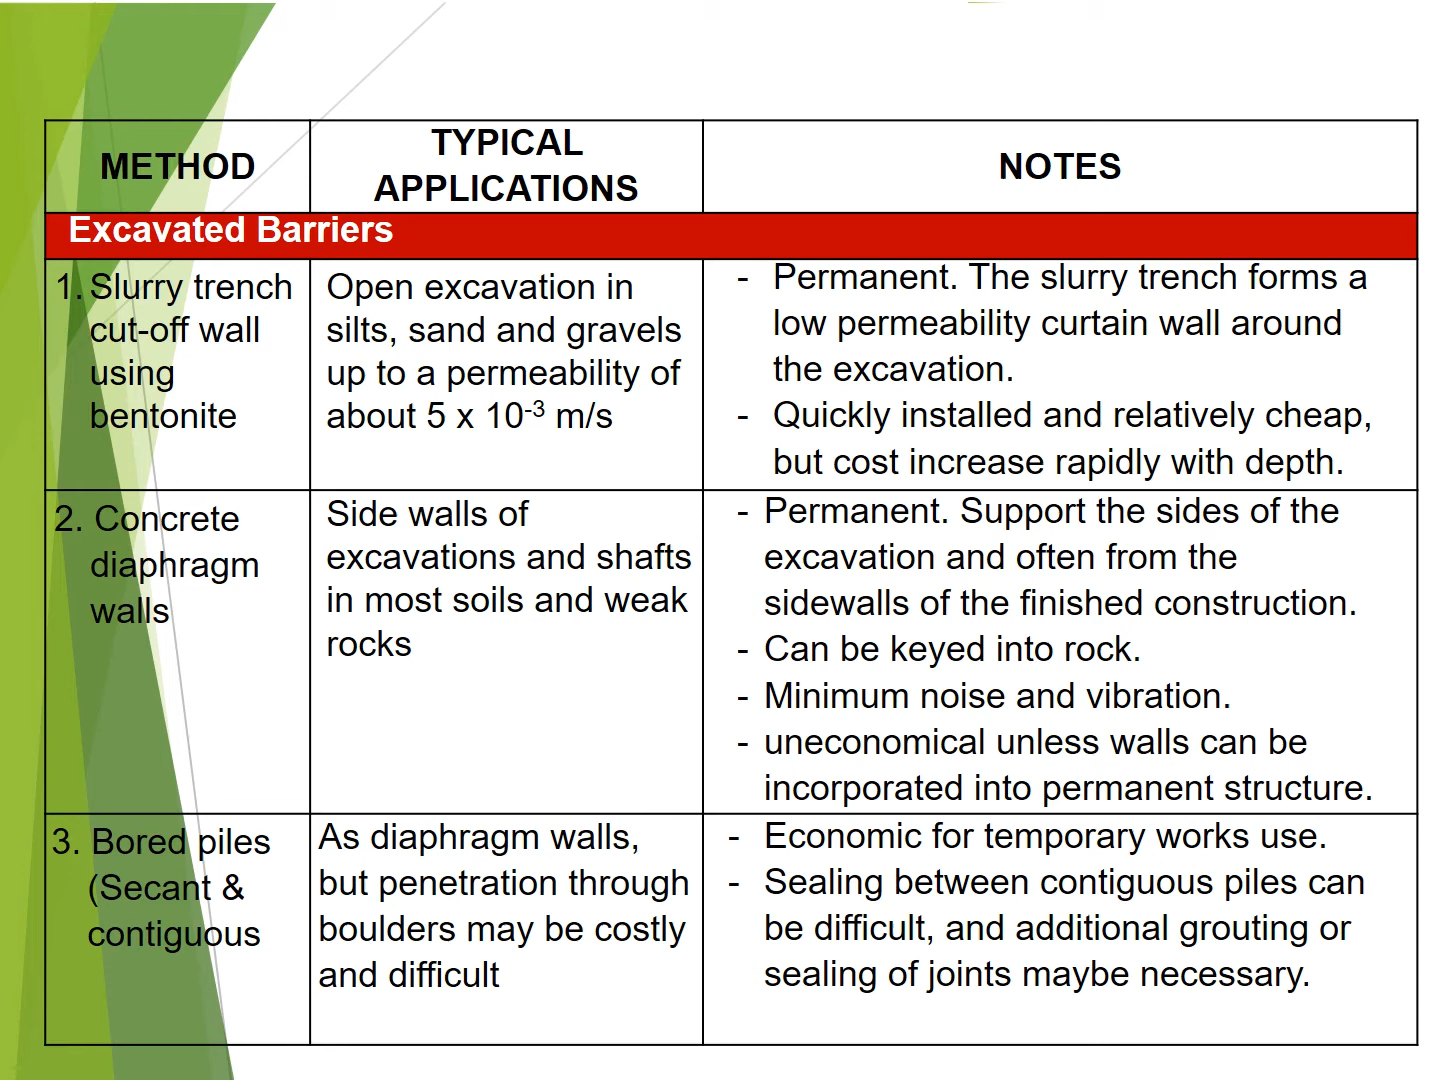 METHOD
TYPICAL
APPLICATIONS
NOTES
Excavated Barriers
1. Slurry trench
cut-off wall
using
bentonite
Open excavation in
silts, sand and gravels
up to a permeability of
about 5 x 10⁻³ m/s
- Permanent. The slurry trench forms a
low permeability curtain wall around
the excavation.
- Quickly installed and relatively cheap,
but cost increase rapidly with depth.
2. Concrete
diaphragm
walls
Side walls of
excavations and shafts
in most soils and weak
rocks
- Permanent. Support the sides of the
excavation and often from the
sidewalls of the finished construction.
- Can be keyed into rock.
- Minimum noise and vibration.
- uneconomical unless walls can be
incorporated into permanent structure.
3. Bored piles
(Secant &
contiguous
As diaphragm walls,
but penetration through
boulders may be costly
and difficult
- Economic for temporary works use.
- Sealing between contiguous piles can
be difficult, and additional grouting or
sealing of joints maybe necessary.